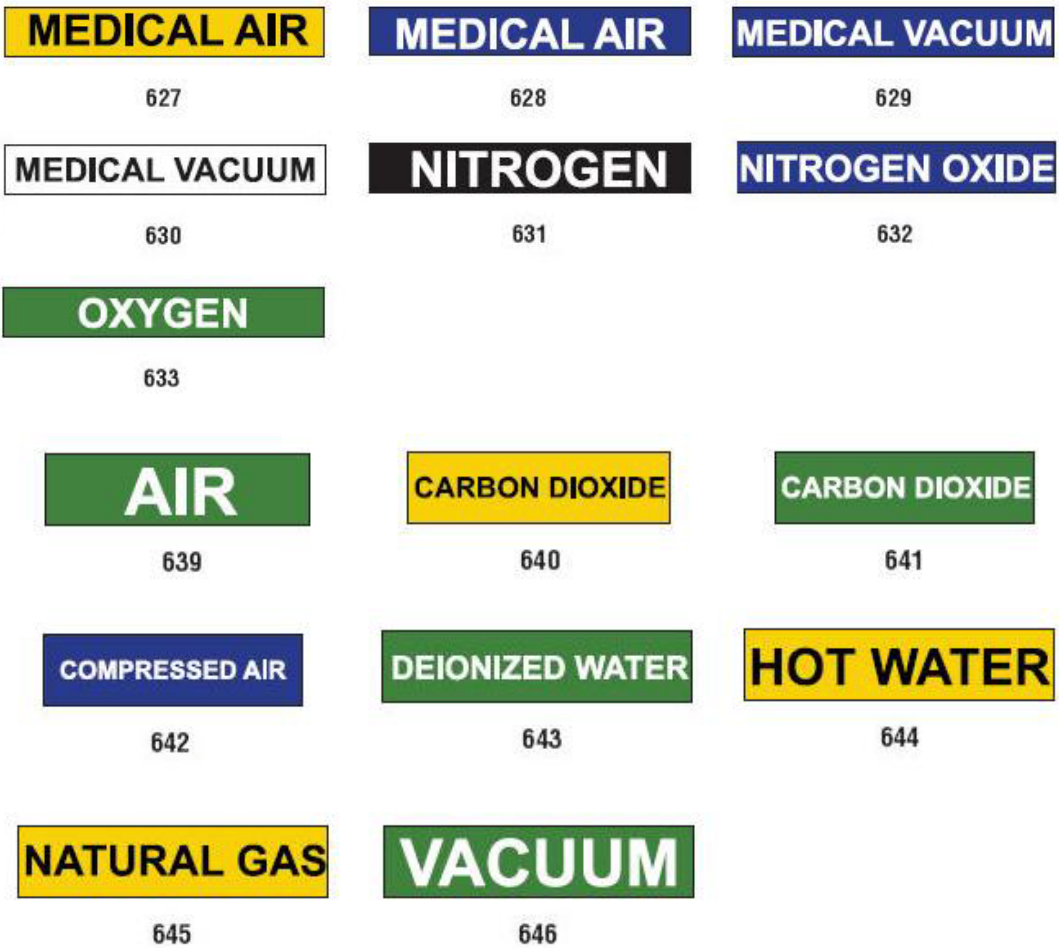 MEDICAL AIR
MEDICAL AIR
MEDICAL VACUUM
627
628
629
MEDICAL VACUUM
NITROGEN
NITROGEN OXIDE
630
631
632
OXYGEN
633
AIR
CARBON DIOXIDE
CARBON DIOXIDE
639
640
641
COMPRESSED AIR
DEIONIZED WATER
HOT WATER
642
643
644
NATURAL GAS
VACUUM
645
646